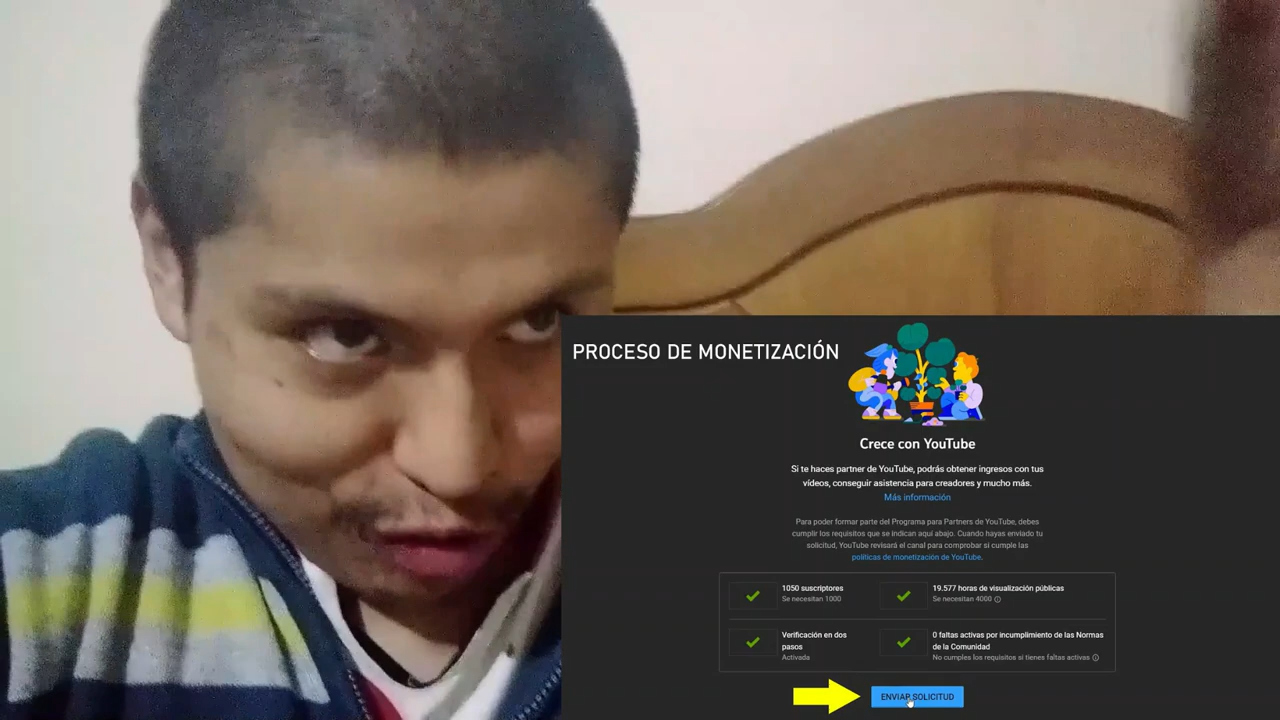 PROCESO DE MONETIZACIÓN
Crece con YouTube
Si te haces partner de YouTube, podrás obtener ingresos con tus
vídeos, conseguir asistencia para creadores y mucho más.
Más información
Para poder formar parte del Programa para Partners de YouTube, debes
cumplir los requisitos que se indican aquí abajo. Cuando hayas enviado tu
solicitud, YouTube revisará el canal para comprobar si cumple las
políticas de monetización de YouTube.
1050 suscriptores
Se necesitan 1000
19.577 horas de visualización públicas
Se necesitan 4000
Verificación en dos
pasos
Activada
0 faltas activas por incumplimiento de las Normas
de la Comunidad
No cumples los requisitos si tienes faltas activas
ENVIAR SOLICITUD